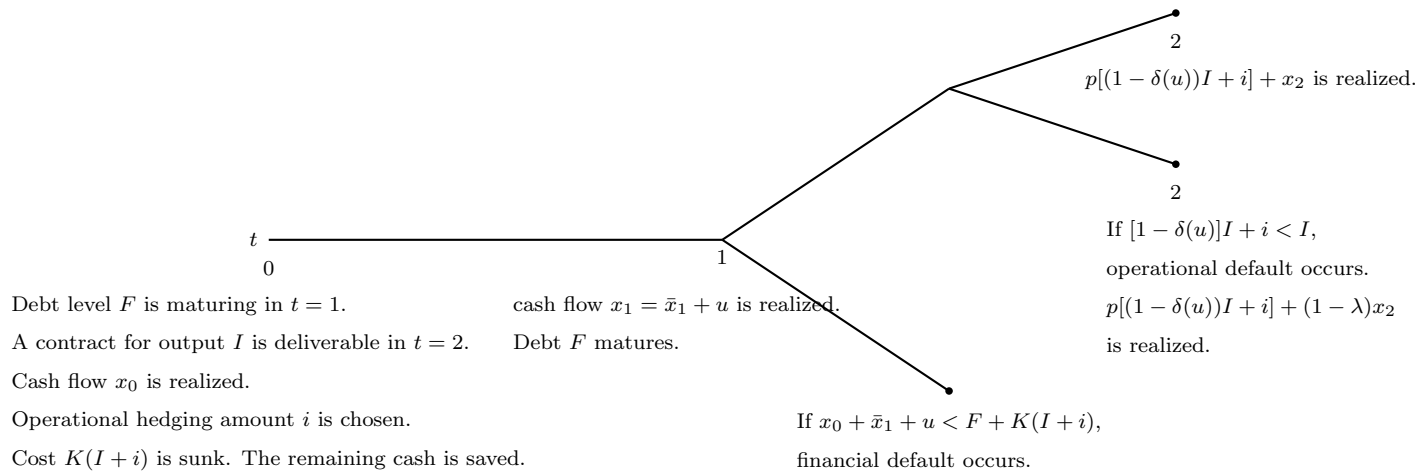 2
p[(1 − δ(u))I + i] + x₂ is realized.
2
If [1 − δ(u)]I + i < I,
operational default occurs.
p[(1 − δ(u))I + i] + (1 − λ)x₂
is realized.
t
0
1
Debt level F is maturing in t = 1.
A contract for output I is deliverable in t = 2.
Cash flow x₀ is realized.
Operational hedging amount i is chosen.
Cost K(I + i) is sunk. The remaining cash is saved.
cash flow x₁ = x̄₁ + u is realized.
Debt F matures.
If x₀ + x̄₁ + u < F + K(I + i),
financial default occurs.